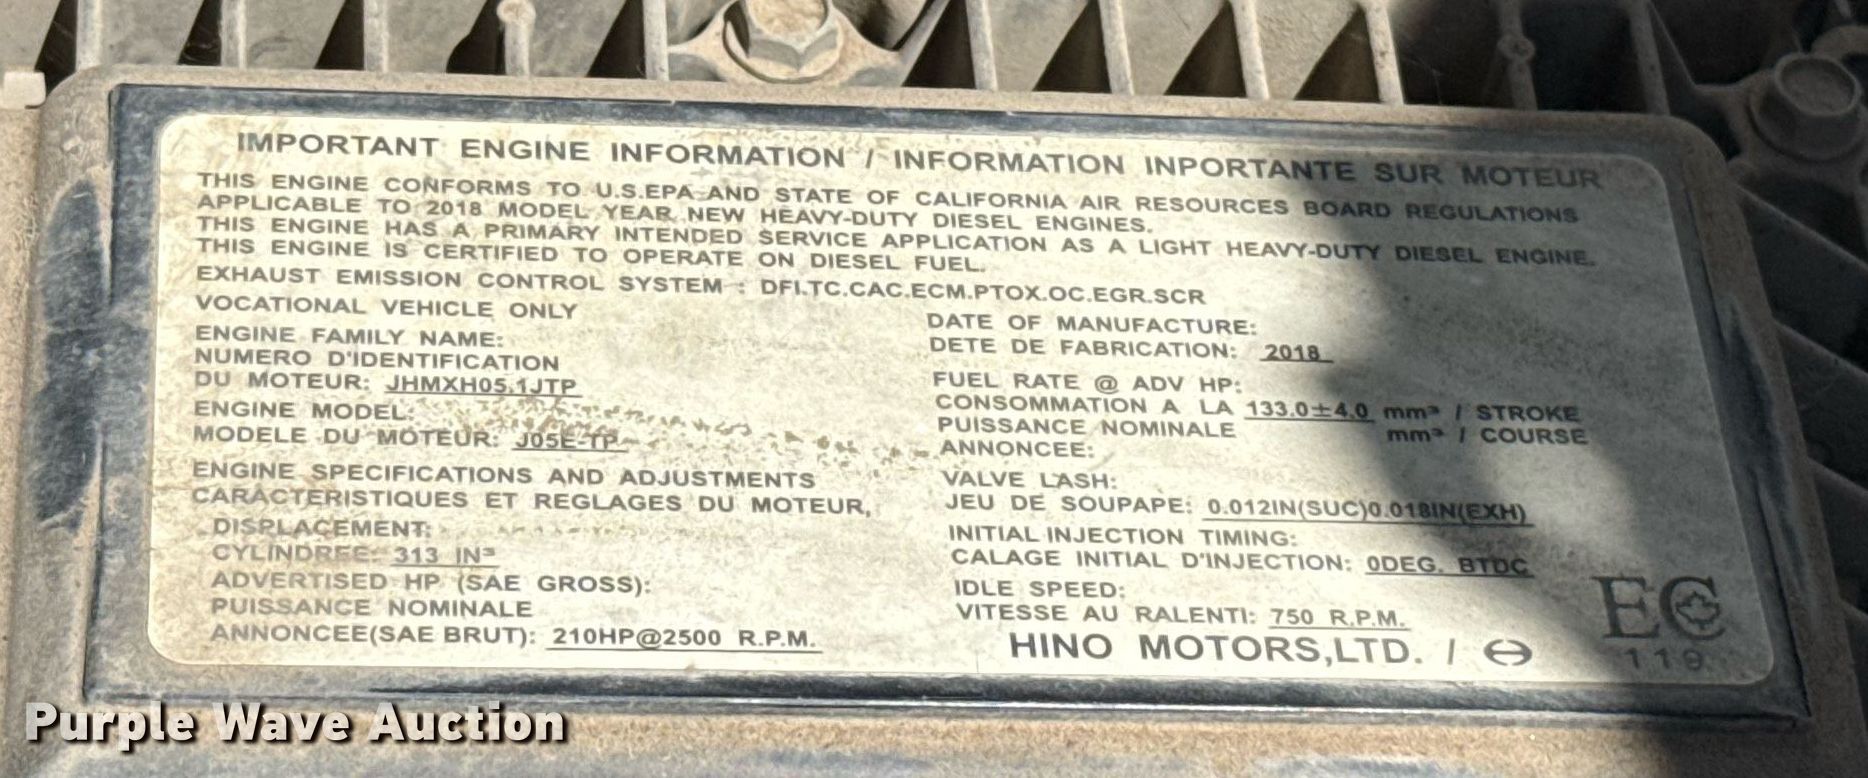 IMPORTANT ENGINE INFORMATION / INFORMATION INPORTANTE SUR MOTEUR
THIS ENGINE CONFORMS TO U.S.EPA AND STATE OF CALIFORNIA AIR RESOURCES BOARD REGULATIONS
APPLICABLE TO 2018 MODEL YEAR NEW HEAVY-DUTY DIESEL ENGINES.
THIS ENGINE HAS A PRIMARY INTENDED SERVICE APPLICATION AS A LIGHT HEAVY-DUTY DIESEL ENGINE.
THIS ENGINE IS CERTIFIED TO OPERATE ON DIESEL FUEL.
EXHAUST EMISSION CONTROL SYSTEM : DFI.TC.CAC.ECM.PTOX.OC.EGR.SCR
VOCATIONAL VEHICLE ONLY
ENGINE FAMILY NAME:
NUMERO D'IDENTIFICATION
DU MOTEUR: JHMXH05.1JTP
ENGINE MODEL:
MODELE DU MOTEUR: J05E-TP
ENGINE SPECIFICATIONS AND ADJUSTMENTS
CARACTERISTIQUES ET REGLAGES DU MOTEUR,
DISPLACEMENT:
CYLINDREE: 313 IN³
ADVERTISED HP (SAE GROSS):
PUISSANCE NOMINALE
ANNONCEE(SAE BRUT): 210HP@2500 R.P.M.
DATE OF MANUFACTURE:
DETE DE FABRICATION: 2018
FUEL RATE @ ADV HP:
CONSOMMATION A LA 133.0±4.0 mm³ / STROKE
PUISSANCE NOMINALE mm³ / COURSE
ANNONCEE:
VALVE LASH:
JEU DE SOUPAPE: 0.012IN(SUC)0.018IN(EXH)
INITIAL INJECTION TIMING:
CALAGE INITIAL D'INJECTION: 0DEG. BTDC
IDLE SPEED:
VITESSE AU RALENTI: 750 R.P.M.
HINO MOTORS,LTD. /
EC
119
Purple Wave Auction